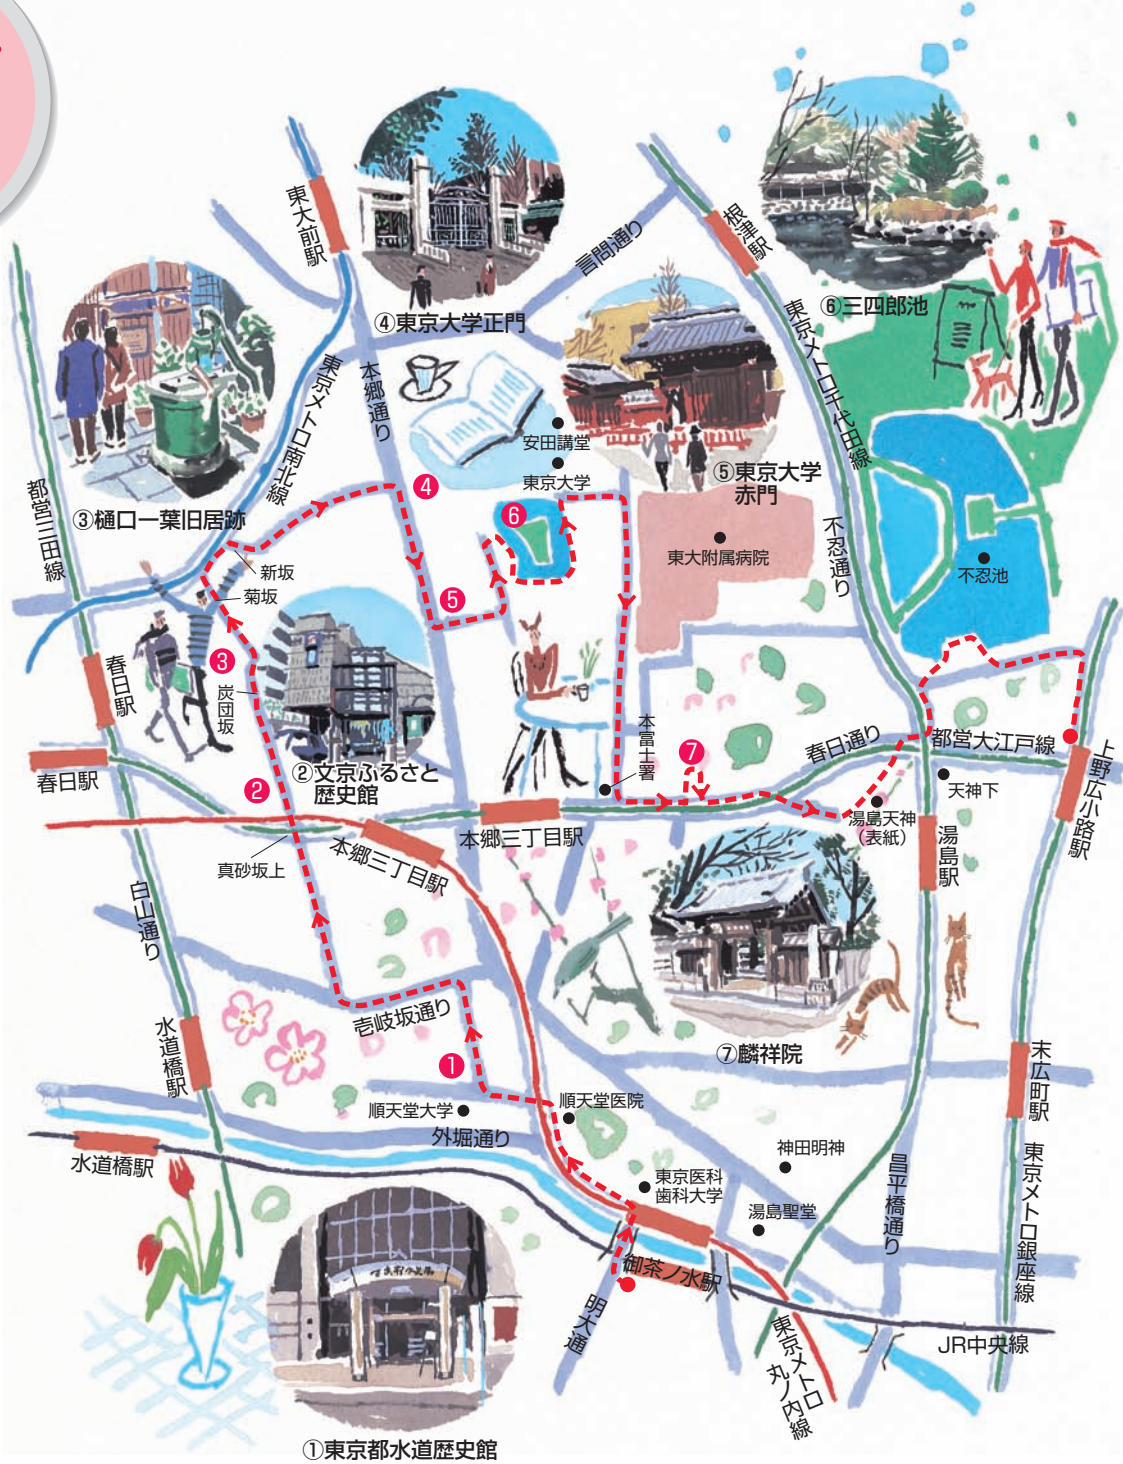 ④東京大学正門
⑥三四郎池
⑤東京大学
赤門
③樋口一葉旧居跡
②文京ふるさと
歴史館
⑦麟祥院
①東京都水道歴史館
東大前駅
根津駅
言問通り
東京メトロ千代田線
本郷通り
東京メトロ南北線
都営三田線
安田講堂
東京大学
東大附属病院
不忍通り
不忍池
④
⑥
⑤
新坂
菊坂
③
炭団坂
春日駅
春日駅
②
真砂坂上
本郷三丁目駅
本郷三丁目駅
本富士署
⑦
春日通り
都営大江戸線
天神下
湯島天神
(表紙)
湯島駅
上野広小路駅
白山通り
水道橋駅
壱岐坂通り
①
順天堂大学
順天堂医院
外堀通り
水道橋駅
東京医科
歯科大学
神田明神
湯島聖堂
末広町駅
昌平橋通り
東京メトロ銀座線
御茶ノ水駅
明大通
東京メトロ
丸ノ内線
JR中央線